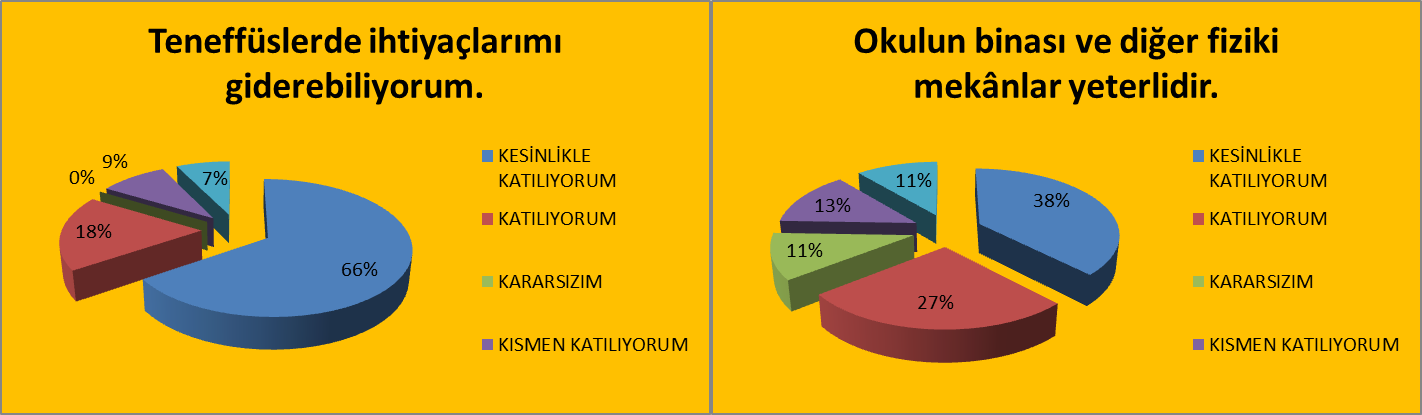 Teneffüslerde ihtiyaçlarımı
giderebiliyorum.
9%
7%
0%
18%
66%
KESİNLİKLE
KATILIYORUM
KATILIYORUM
KARARSIZIM
KISMEN KATILIYORUM
Okulun binası ve diğer fiziki
mekânlar yeterlidir.
11%
38%
13%
11%
27%
KESİNLİKLE
KATILIYORUM
KATILIYORUM
KARARSIZIM
KISMEN KATILIYORUM